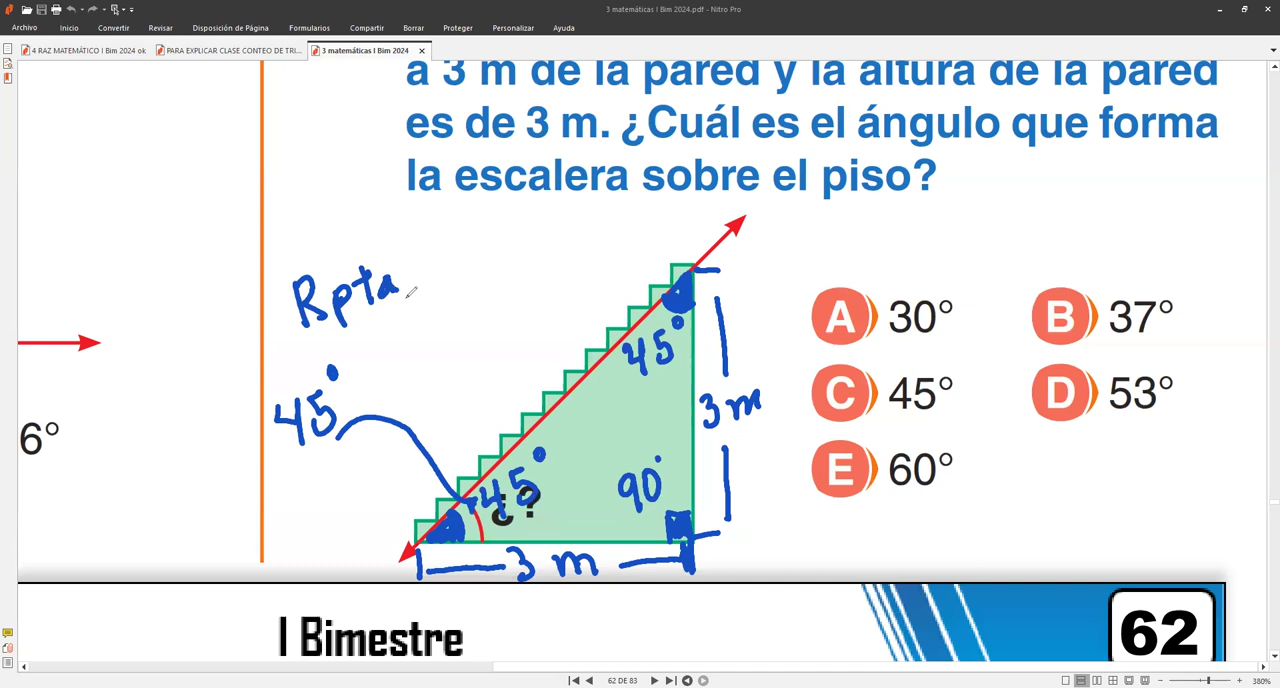 3 matemáticas I Bim 2024.pdf - Nitro Pro
Archivo Inicio Convertir Revisar Disposición de Página Formularios Compartir Borrar Proteger Personalizar Ayuda
4 RAZ MATEMÁTICO I Bim 2024 ok PARA EXPLICAR CLASE CONTEO DE TRI... 3 matemáticas I Bim 2024
a 3 m de la pared y la altura de la pared
es de 3 m. ¿Cuál es el ángulo que forma
la escalera sobre el piso?
Rpta
45°
45°
45°
¿?
90°
3 m
3 m
6°
A 30° B 37°
C 45° D 53°
E 60°
I Bimestre
62
62 DE 83
380%